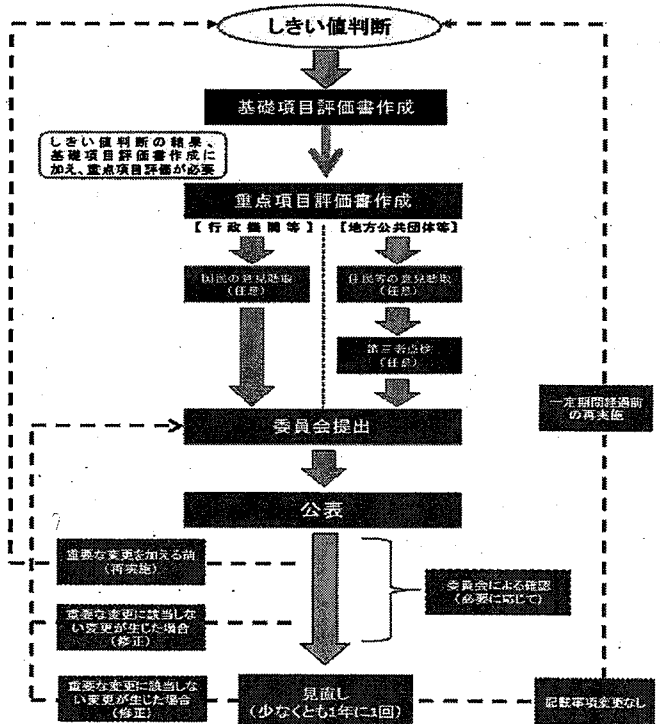 しきい値判断
基礎項目評価書作成
しきい値判断の結果、
基礎項目評価書作成に
加え、重点項目評価が必要
重点項目評価書作成
【行政機関等】
【地方公共団体等】
国民の意見聴取
(任意)
住民等の意見聴取
(任意)
第三者点検
(任意)
一定期間経過前
の再実施
委員会提出
公表
重要な変更を加える前
(再実施)
委員会による確認
(必要に応じて)
重要な変更に該当しな
い変更が生じた場合
(修正)
重要な変更に該当しな
い変更が生じた場合
(修正)
見直し
(少なくとも1年に1回)
記載事項変更なし